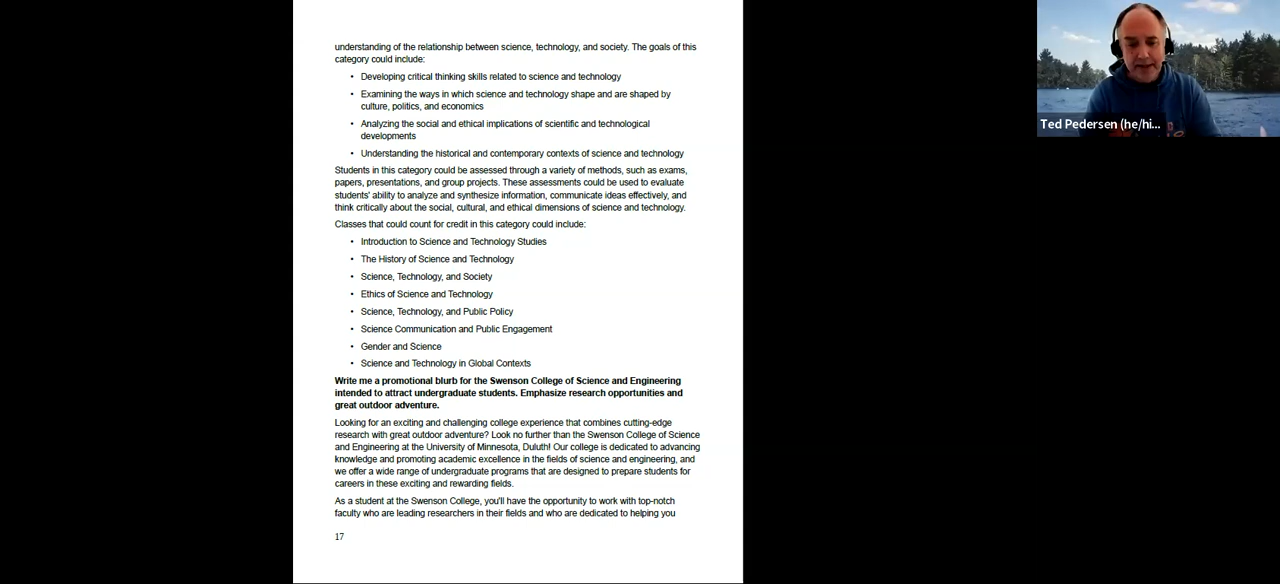 understanding of the relationship between science, technology, and society. The goals of this
category could include:
• Developing critical thinking skills related to science and technology
• Examining the ways in which science and technology shape and are shaped by
culture, politics, and economics
• Analyzing the social and ethical implications of scientific and technological
developments
• Understanding the historical and contemporary contexts of science and technology
Students in this category could be assessed through a variety of methods, such as exams,
papers, presentations, and group projects. These assessments could be used to evaluate
students' ability to analyze and synthesize information, communicate ideas effectively, and
think critically about the social, cultural, and ethical dimensions of science and technology.
Classes that could count for credit in this category could include:
• Introduction to Science and Technology Studies
• The History of Science and Technology
• Science, Technology, and Society
• Ethics of Science and Technology
• Science, Technology, and Public Policy
• Science Communication and Public Engagement
• Gender and Science
• Science and Technology in Global Contexts
Write me a promotional blurb for the Swenson College of Science and Engineering
intended to attract undergraduate students. Emphasize research opportunities and
great outdoor adventure.
Looking for an exciting and challenging college experience that combines cutting-edge
research with great outdoor adventure? Look no further than the Swenson College of Science
and Engineering at the University of Minnesota, Duluth! Our college is dedicated to advancing
knowledge and promoting academic excellence in the fields of science and engineering, and
we offer a wide range of undergraduate programs that are designed to prepare students for
careers in these exciting and rewarding fields.
As a student at the Swenson College, you'll have the opportunity to work with top-notch
faculty who are leading researchers in their fields and who are dedicated to helping you
17
Ted Pedersen (he/hi...